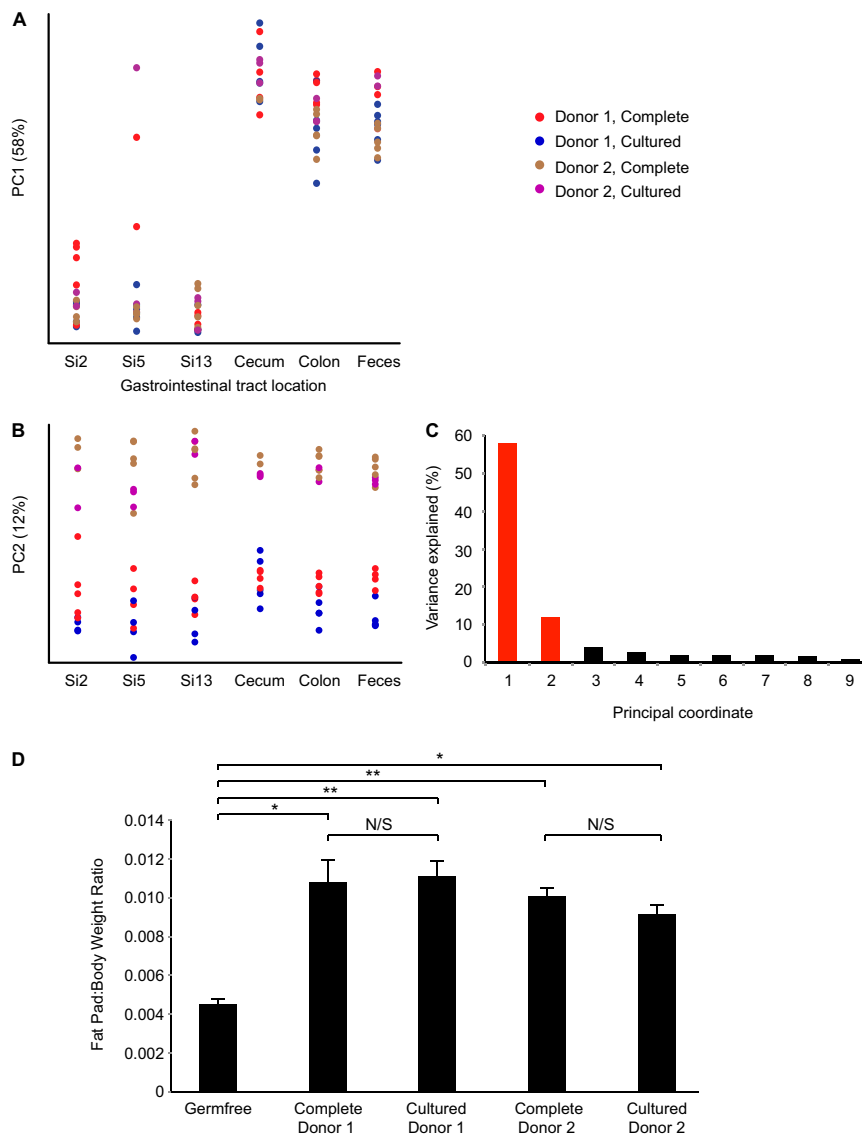 A
PC1 (58%)
Si2 Si5 Si13 Cecum Colon Feces
Gastrointestinal tract location
Donor 1, Complete
Donor 1, Cultured
Donor 2, Complete
Donor 2, Cultured
B
PC2 (12%)
Si2 Si5 Si13 Cecum Colon Feces
C
Variance explained (%)
60
50
40
30
20
10
0
1 2 3 4 5 6 7 8 9
Principal coordinate
D
Fat Pad:Body Weight Ratio
*
**
**
*
N/S N/S
0.014
0.012
0.010
0.008
0.006
0.004
0.002
0
Germfree Complete Cultured Complete Cultured
Donor 1 Donor 1 Donor 2 Donor 2